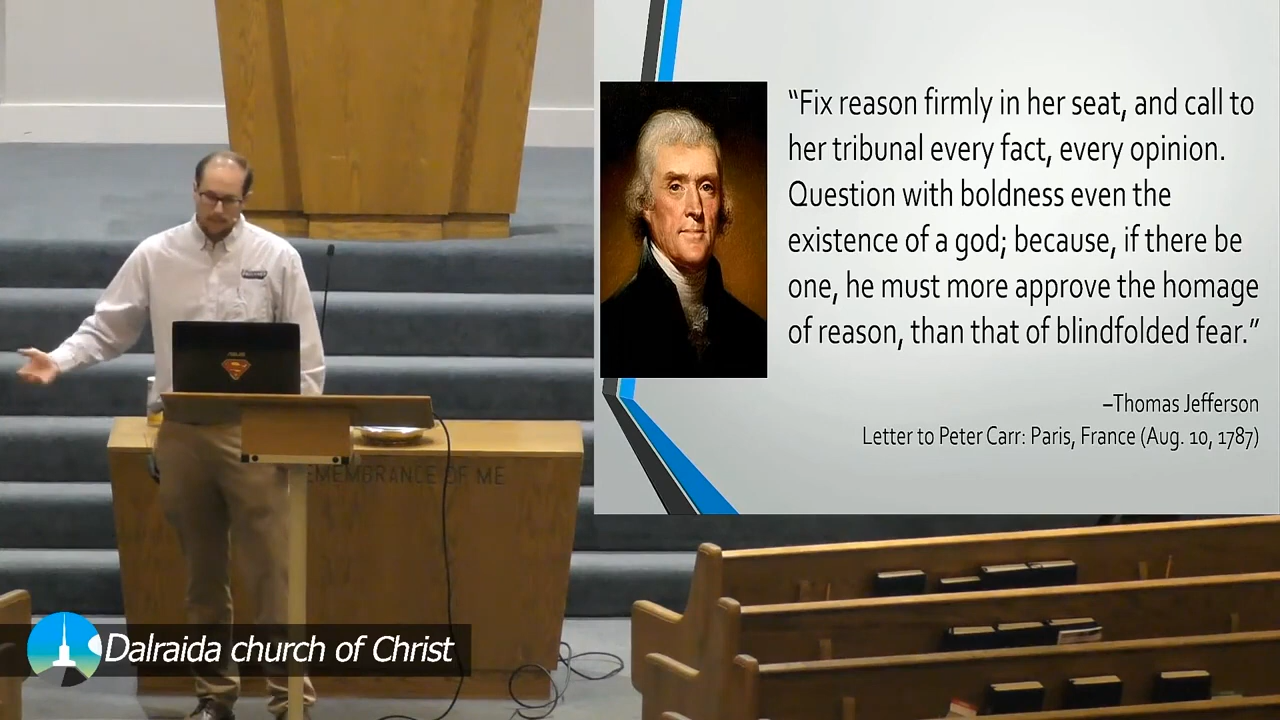 “Fix reason firmly in her seat, and call to
her tribunal every fact, every opinion.
Question with boldness even the
existence of a god; because, if there be
one, he must more approve the homage
of reason, than that of blindfolded fear.”
–Thomas Jefferson
Letter to Peter Carr: Paris, France (Aug. 10, 1787)
EMEMBRANCE OF ME
Dalraida church of Christ